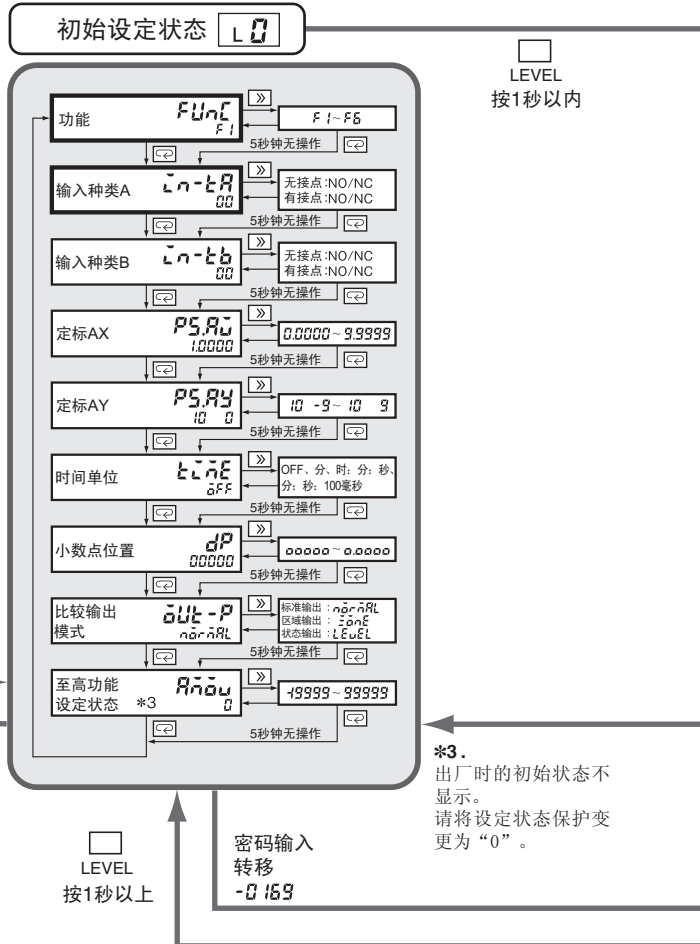 初始设定状态 L 0
LEVEL
按1秒以内
功能 FUnC
F1
F1~F6
5秒钟无操作
输入种类A in-tA
00
无接点:NO/NC
有接点:NO/NC
5秒钟无操作
输入种类B in-tb
00
无接点:NO/NC
有接点:NO/NC
5秒钟无操作
定标AX PS.AX
1.0000
0.0000~9.9999
5秒钟无操作
定标AY PS.AY
10 0
10 -9~10 9
5秒钟无操作
时间单位 tiME
oFF
OFF、分、时: 分: 秒、
分: 秒: 100毫秒
5秒钟无操作
小数点位置 dP
00000
ooooo~o.oooo
5秒钟无操作
比较输出
模式
oUt-P
norMAL
标准输出:norMAL
区域输出:ZonE
状态输出:LEvEL
5秒钟无操作
至高功能
设定状态 *3
AMoV
0
-19999~99999
5秒钟无操作
*3.
出厂时的初始状态不
显示。
请将设定状态保护变
更为“0”。
LEVEL
按1秒以上
密码输入
转移
-0169